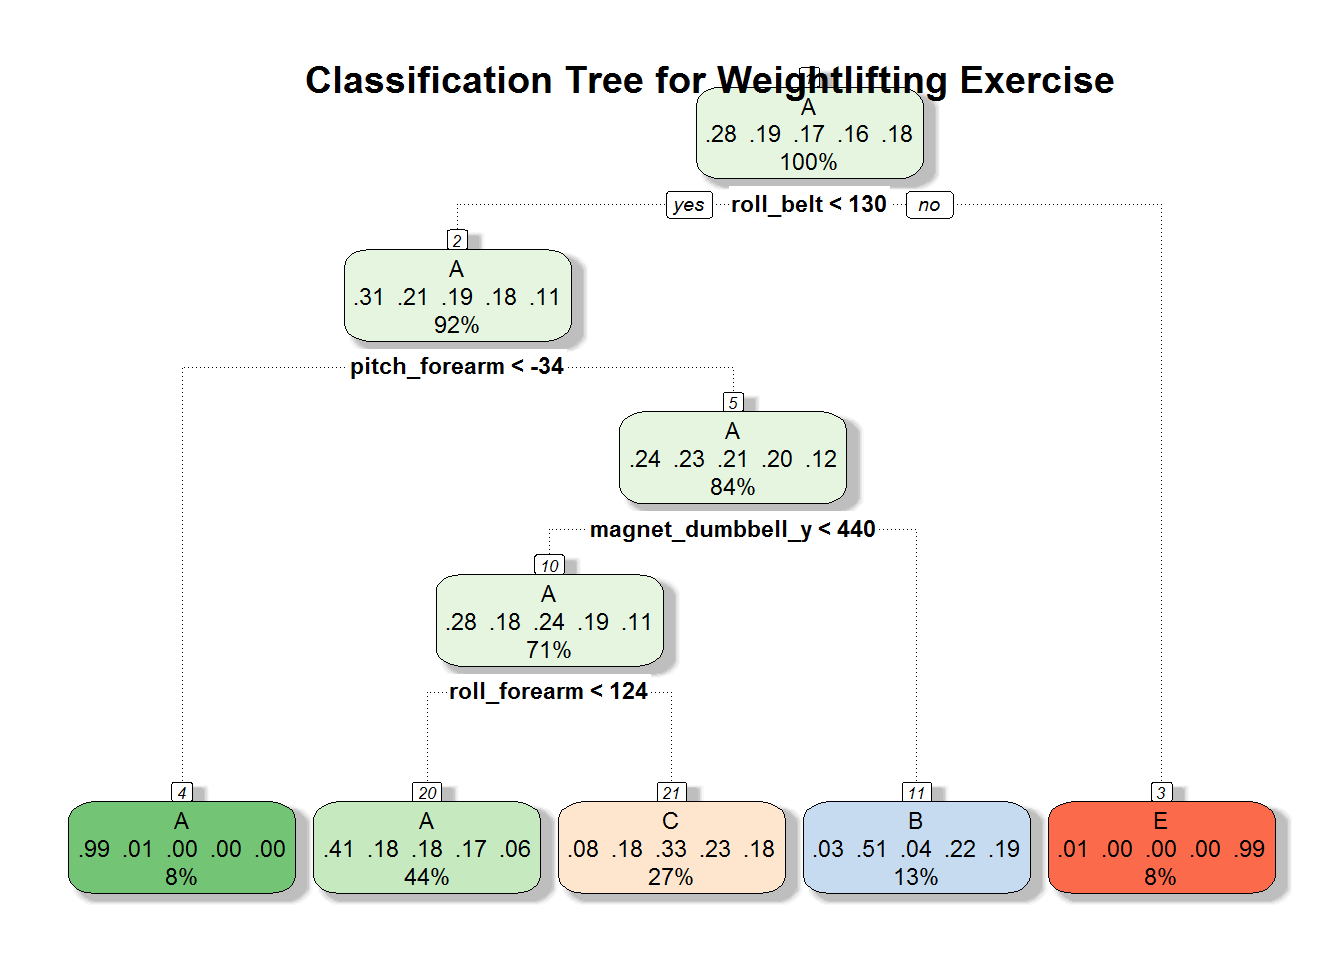 Classification Tree for Weightlifting Exercise
1
A
.28 .19 .17 .16 .18
100%
yes roll_belt < 130 no
2
A
.31 .21 .19 .18 .11
92%
pitch_forearm < -34
5
A
.24 .23 .21 .20 .12
84%
magnet_dumbbell_y < 440
10
A
.28 .18 .24 .19 .11
71%
roll_forearm < 124
4
A
.99 .01 .00 .00 .00
8%
20
A
.41 .18 .18 .17 .06
44%
21
C
.08 .18 .33 .23 .18
27%
11
B
.03 .51 .04 .22 .19
13%
3
E
.01 .00 .00 .00 .99
8%